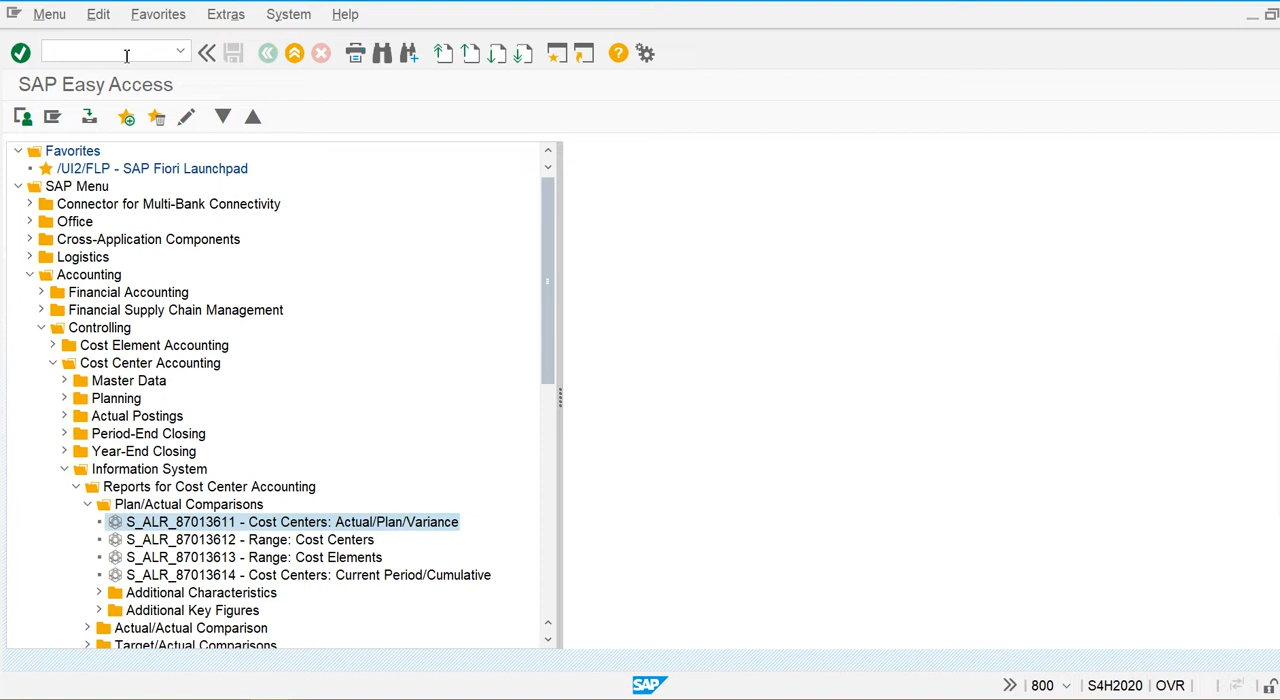 Menu Edit Favorites Extras System Help
SAP Easy Access
Favorites
/UI2/FLP - SAP Fiori Launchpad
SAP Menu
Connector for Multi-Bank Connectivity
Office
Cross-Application Components
Logistics
Accounting
Financial Accounting
Financial Supply Chain Management
Controlling
Cost Element Accounting
Cost Center Accounting
Master Data
Planning
Actual Postings
Period-End Closing
Year-End Closing
Information System
Reports for Cost Center Accounting
Plan/Actual Comparisons
S_ALR_87013611 - Cost Centers: Actual/Plan/Variance
S_ALR_87013612 - Range: Cost Centers
S_ALR_87013613 - Range: Cost Elements
S_ALR_87013614 - Cost Centers: Current Period/Cumulative
Additional Characteristics
Additional Key Figures
Actual/Actual Comparison
Target/Actual Comparisons
SAP 800 S4H2020 OVR